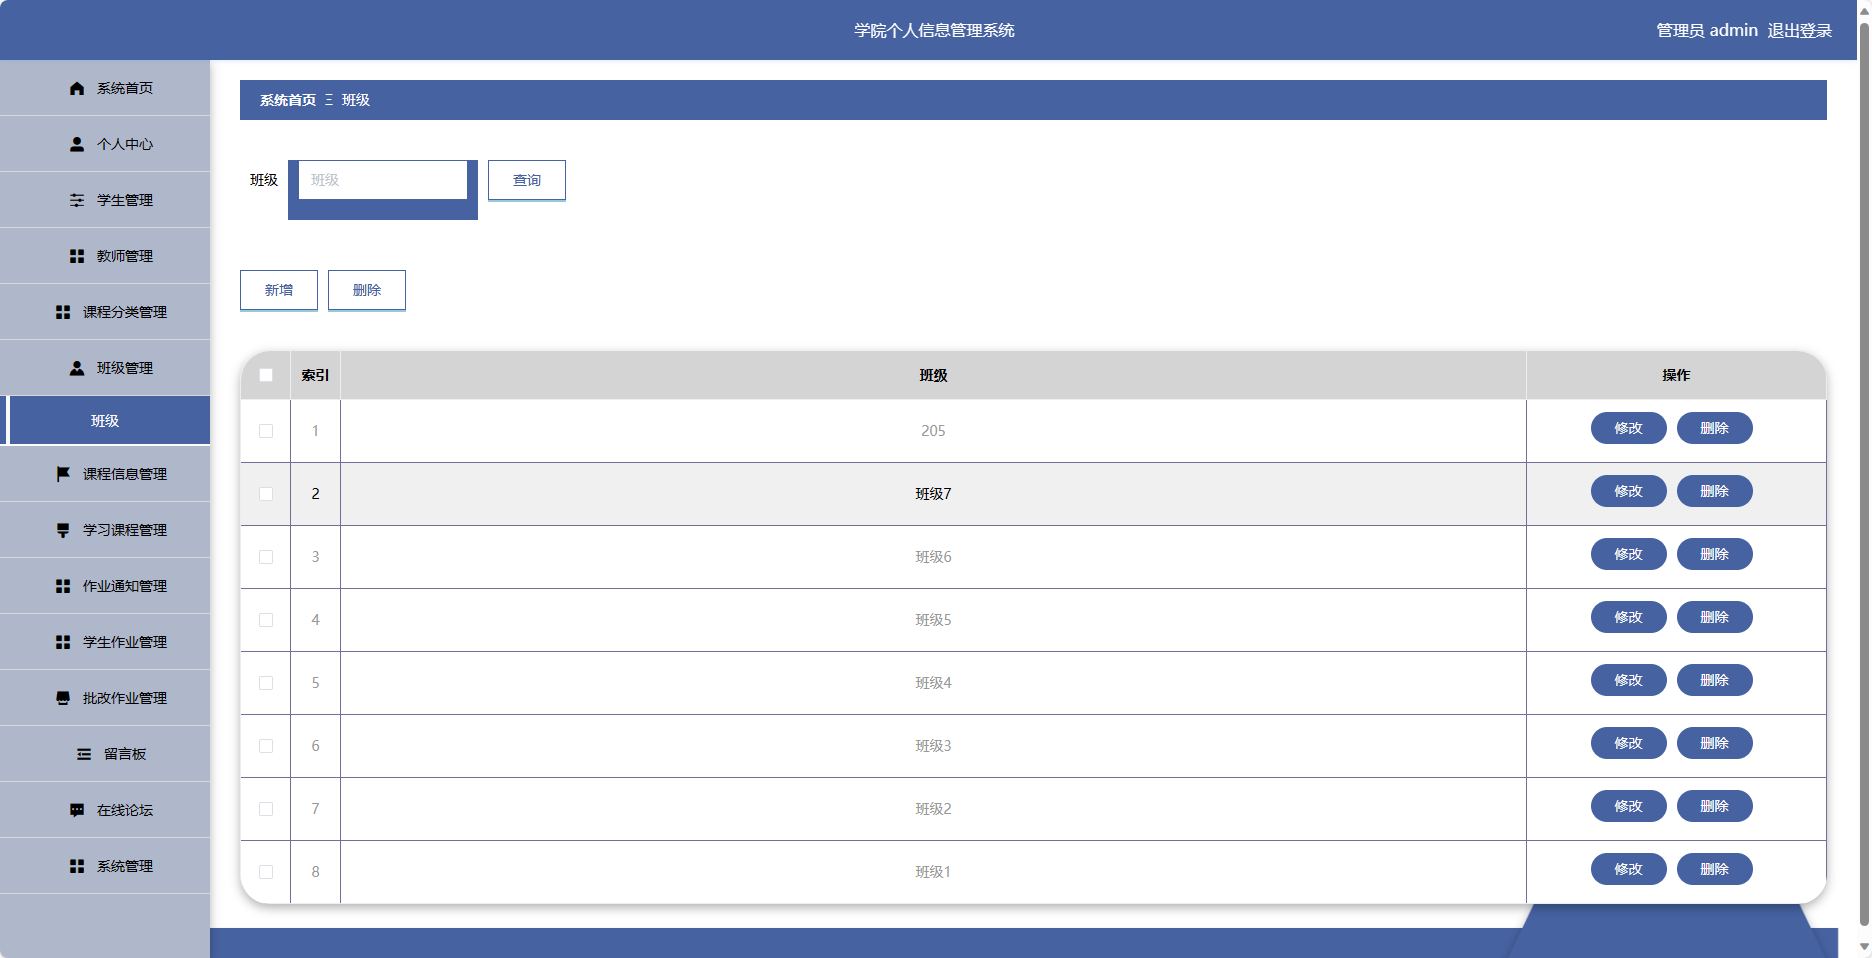 学院个人信息管理系统
管理员 admin 退出登录
系统首页
个人中心
学生管理
教师管理
课程分类管理
班级管理
班级
课程信息管理
学习课程管理
作业通知管理
学生作业管理
批改作业管理
留言板
在线论坛
系统管理
系统首页 Ξ 班级
班级 班级 查询
新增 删除
索引 班级 操作
1 205 修改 删除
2 班级7 修改 删除
3 班级6 修改 删除
4 班级5 修改 删除
5 班级4 修改 删除
6 班级3 修改 删除
7 班级2 修改 删除
8 班级1 修改 删除